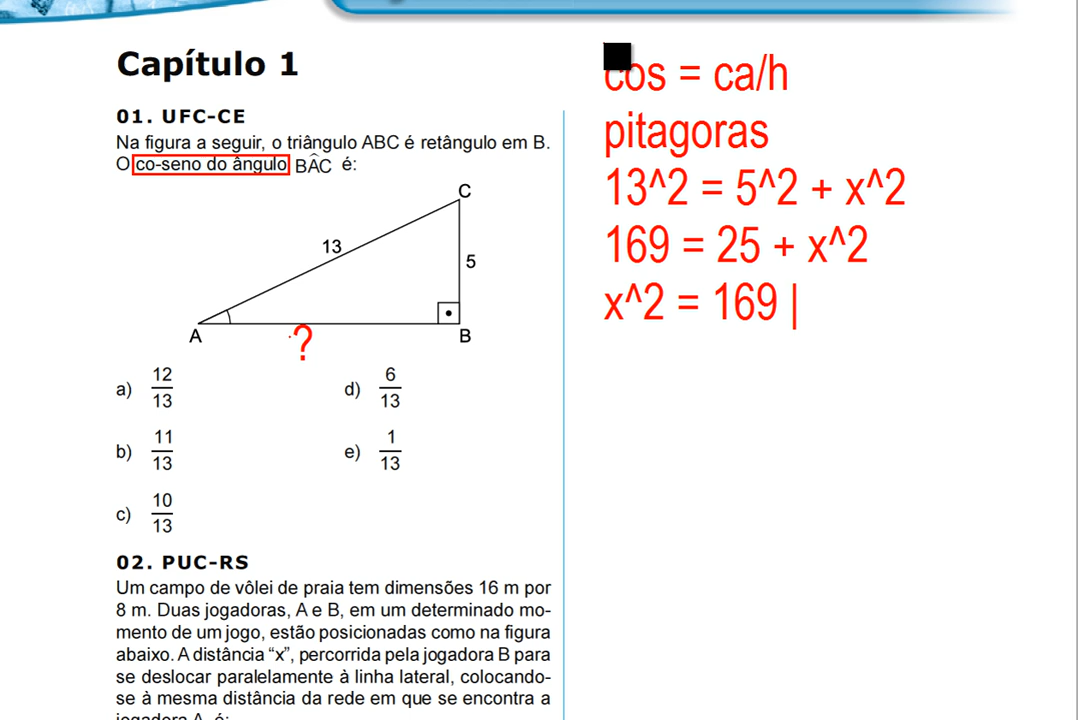 Capítulo 1
01. UFC-CE
Na figura a seguir, o triângulo ABC é retângulo em B.
O co-seno do ângulo BÂC é:
C
13
5
A
?
B
a) 12/13
d) 6/13
b) 11/13
e) 1/13
c) 10/13
02. PUC-RS
Um campo de vôlei de praia tem dimensões 16 m por
8 m. Duas jogadoras, A e B, em um determinado mo-
mento de um jogo, estão posicionadas como na figura
abaixo. A distância “x”, percorrida pela jogadora B para
se deslocar paralelamente à linha lateral, colocando-
se à mesma distância da rede em que se encontra a
jogadora A, é:
cos = ca/h
pitagoras
13^2 = 5^2 + x^2
169 = 25 + x^2
x^2 = 169